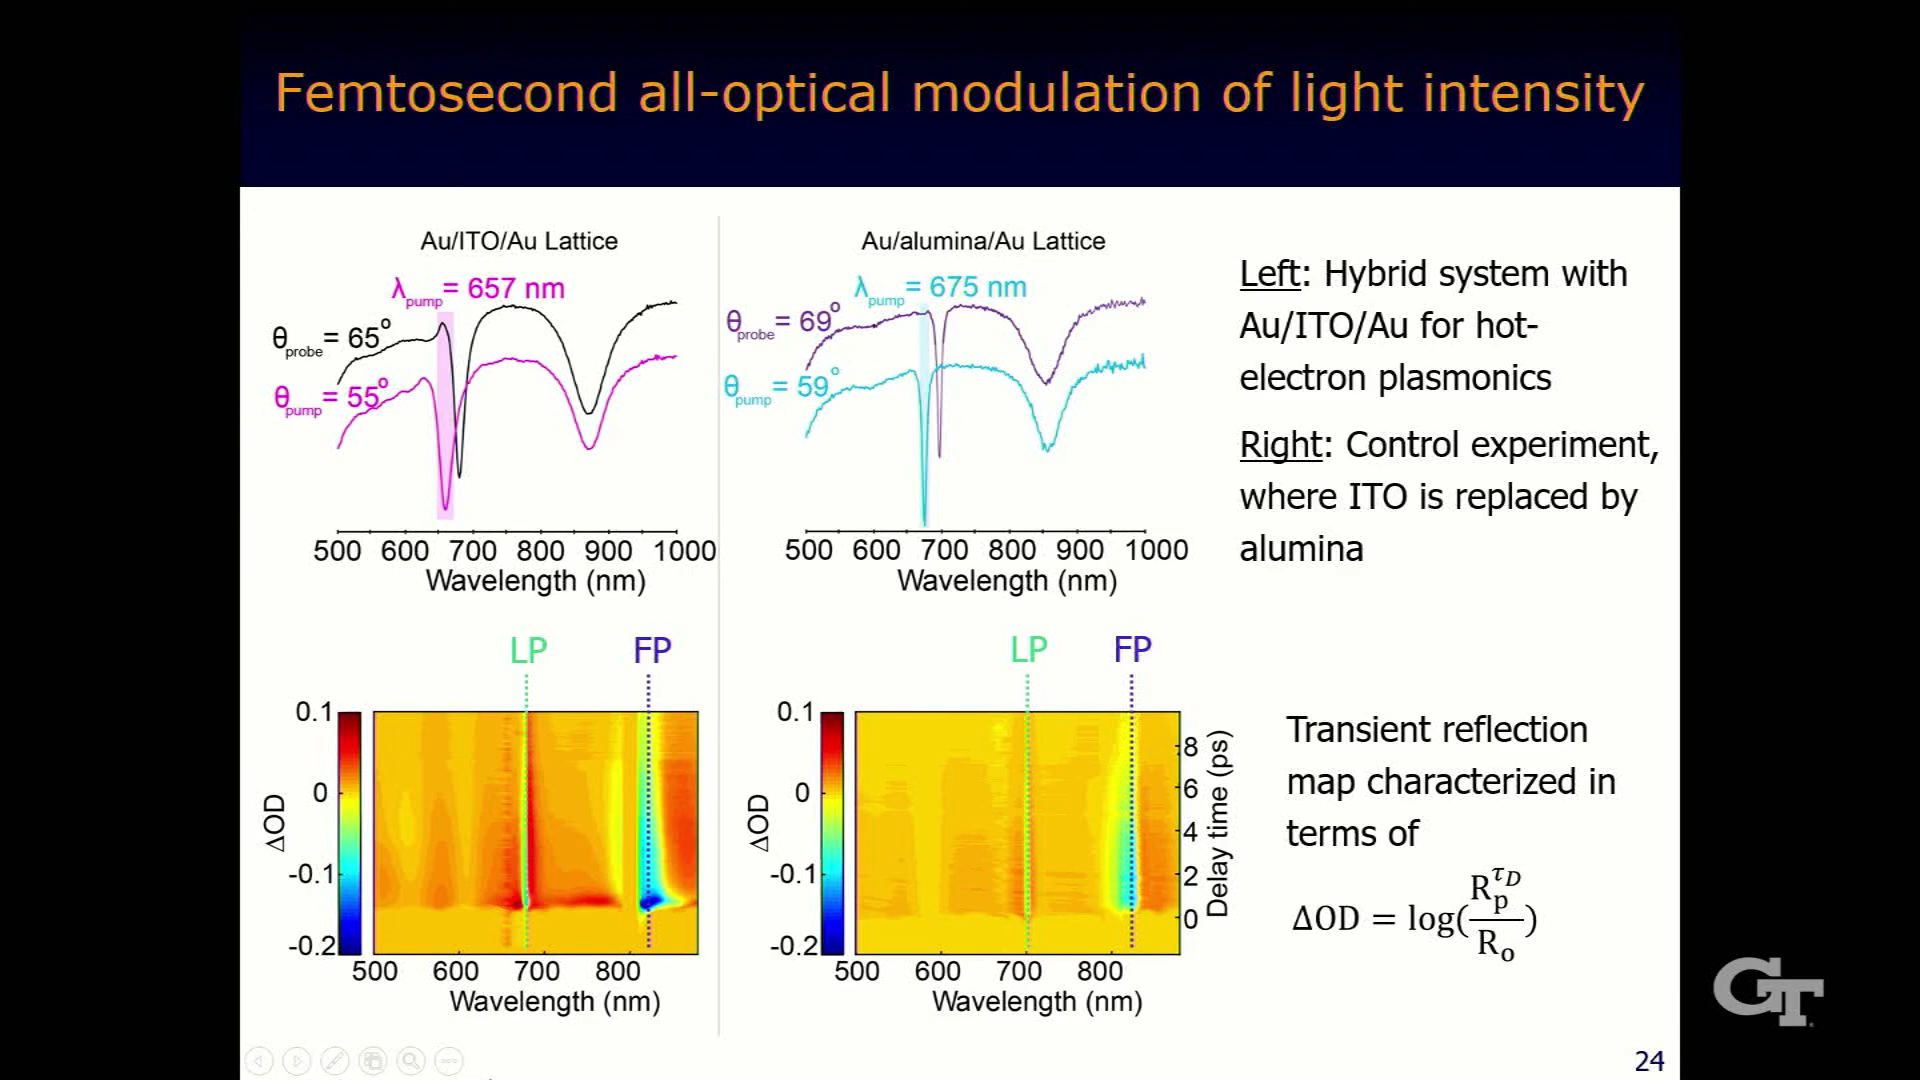 Femtosecond all-optical modulation of light intensity
Au/ITO/Au Lattice
λpump = 657 nm
θprobe = 65°
θpump = 55°
500 600 700 800 900 1000
Wavelength (nm)
Au/alumina/Au Lattice
λpump = 675 nm
θprobe = 69°
θpump = 59°
500 600 700 800 900 1000
Wavelength (nm)
Left: Hybrid system with
Au/ITO/Au for hot-
electron plasmonics
Right: Control experiment,
where ITO is replaced by
alumina
LP FP
0.1
0
-0.1
-0.2
ΔOD
500 600 700 800
Wavelength (nm)
LP FP
0.1
0
-0.1
-0.2
ΔOD
8
6
4
2
0
Delay time (ps)
500 600 700 800
Wavelength (nm)
Transient reflection
map characterized in
terms of
ΔOD = log(R_p^τ_D / R_o)
GT
24